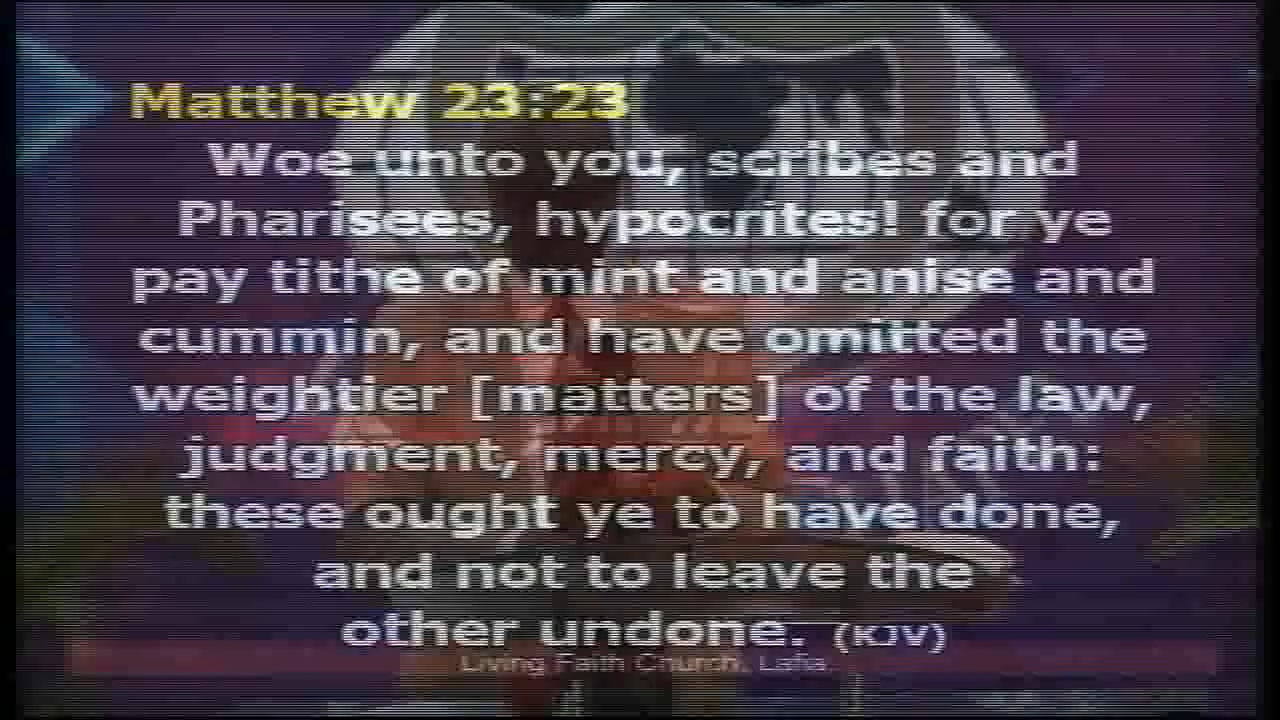 Matthew 23:23
Woe unto you, scribes and
Pharisees, hypocrites! for ye
pay tithe of mint and anise and
cummin, and have omitted the
weightier [matters] of the law,
judgment, mercy, and faith:
these ought ye to have done,
and not to leave the
other undone. (KJV)
Living Faith Church, Lafia.